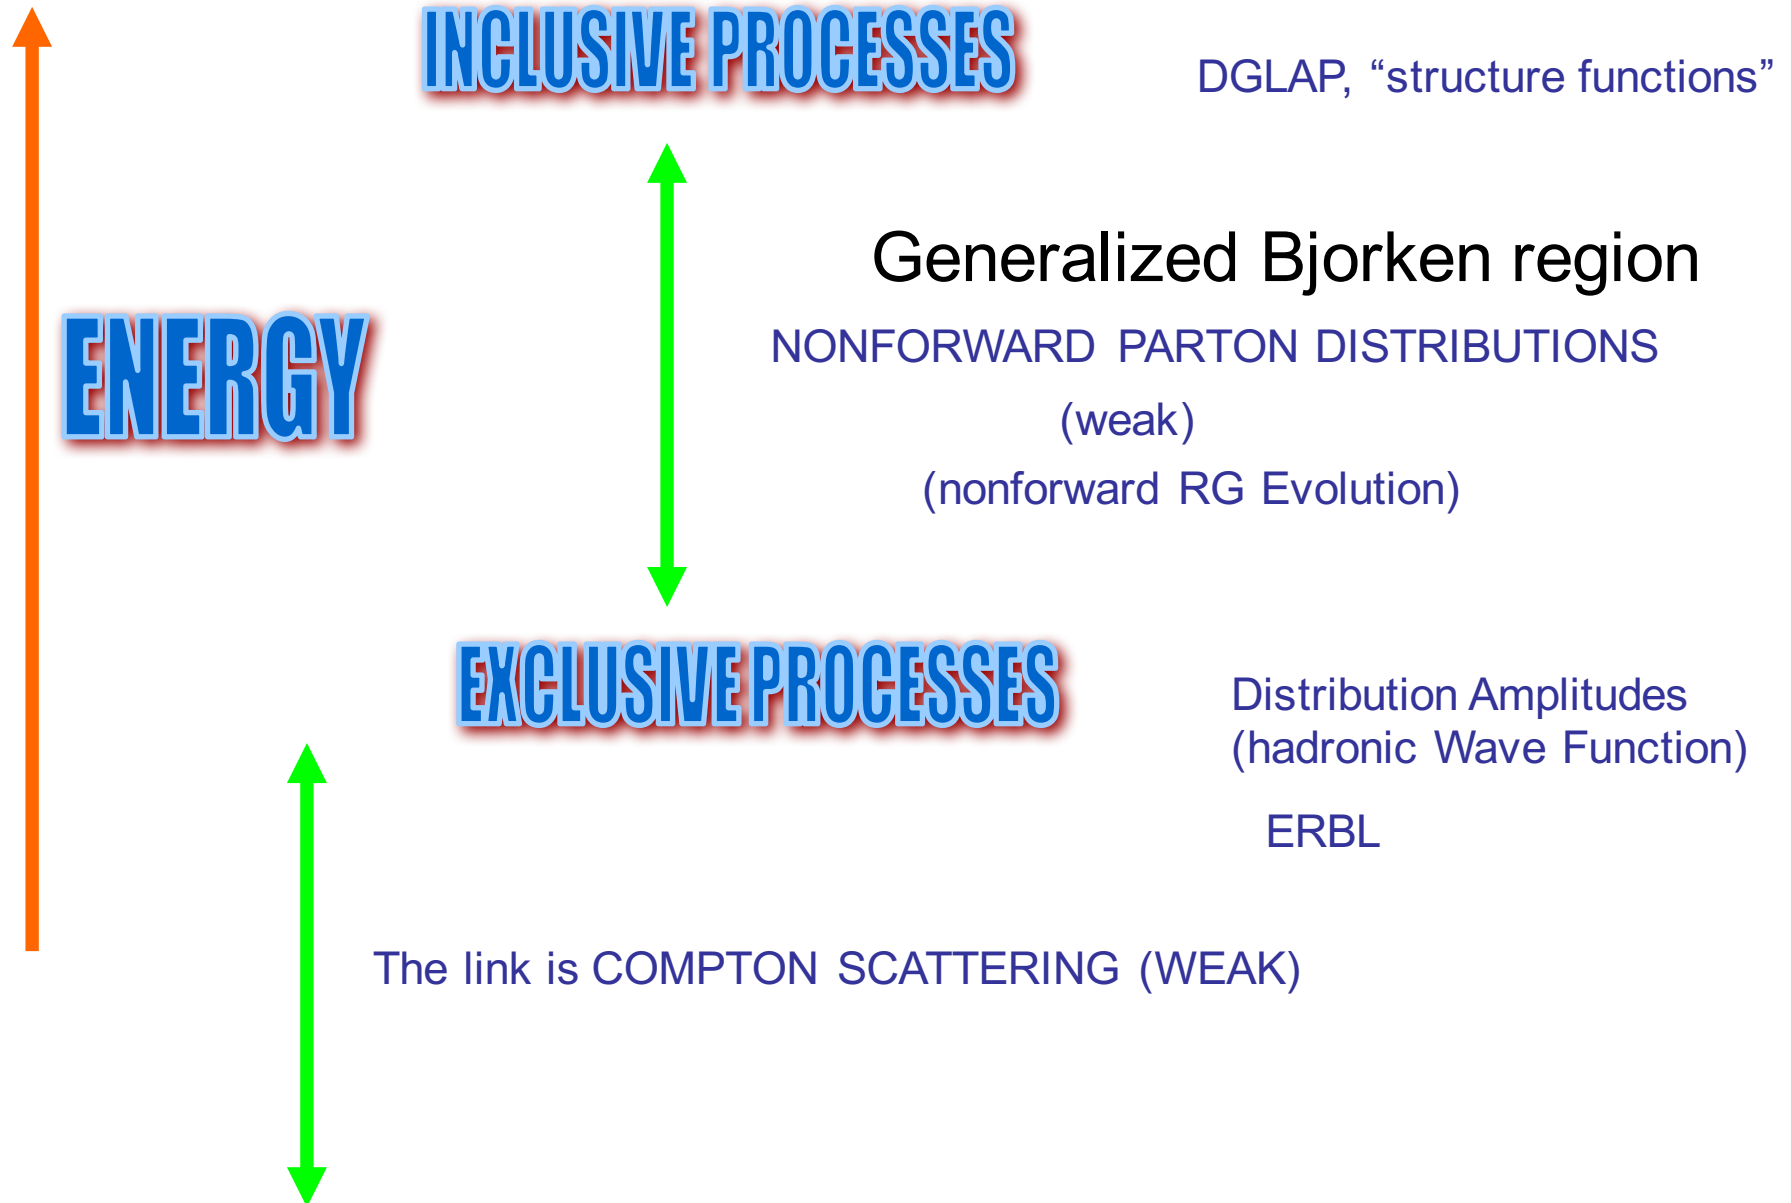 INCLUSIVE PROCESSES
DGLAP, “structure functions”
Generalized Bjorken region
ENERGY
NONFORWARD PARTON DISTRIBUTIONS
(weak)
(nonforward RG Evolution)
EXCLUSIVE PROCESSES
Distribution Amplitudes
(hadronic Wave Function)
ERBL
The link is COMPTON SCATTERING (WEAK)